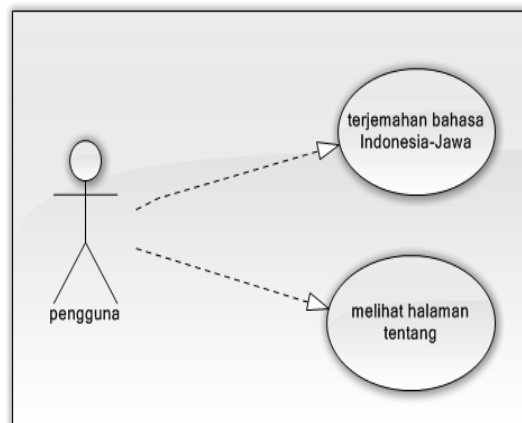 terjemahan bahasa
Indonesia-Jawa
pengguna
melihat halaman
tentang